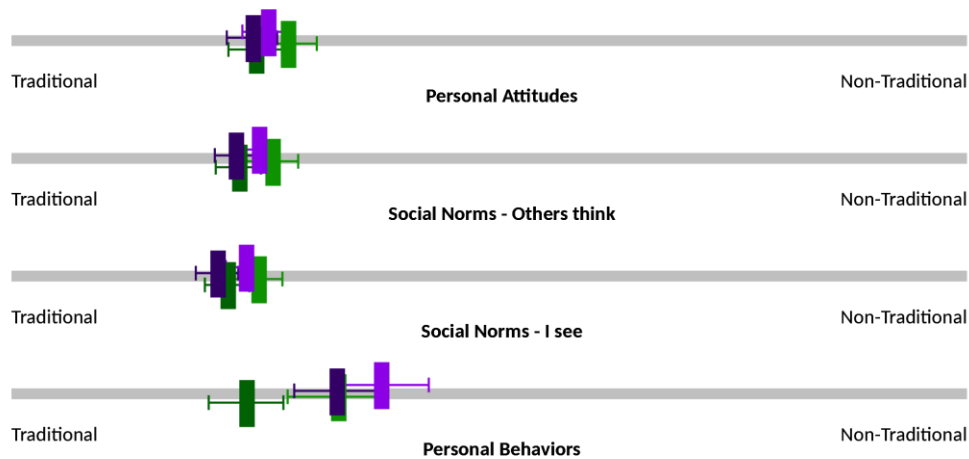 Traditional
Non-Traditional
Personal Attitudes
Traditional
Non-Traditional
Social Norms - Others think
Traditional
Non-Traditional
Social Norms - I see
Traditional
Non-Traditional
Personal Behaviors